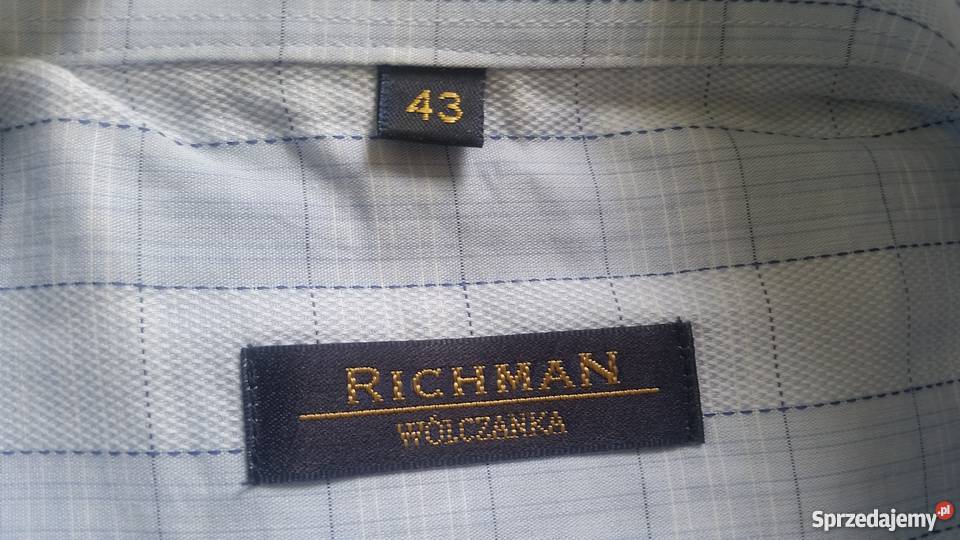 43
RICHMAN
WÓLCZANKA
Sprzedajemy.pl